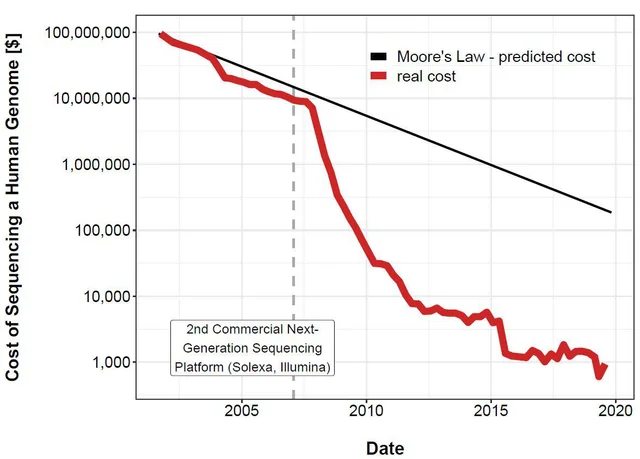 Cost of Sequencing a Human Genome [$]
100,000,000
10,000,000
1,000,000
100,000
10,000
1,000
Moore's Law - predicted cost
real cost
2nd Commercial Next-
Generation Sequencing
Platform (Solexa, Illumina)
2005 2010 2015 2020
Date